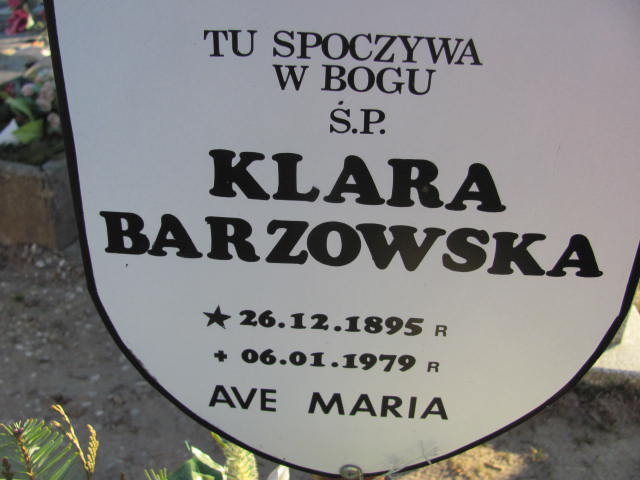 TU SPOCZYWA
W BOGU
Ś.P.
KLARA
BARZOWSKA
★ 26.12.1895 R
+ 06.01.1979 R
AVE MARIA